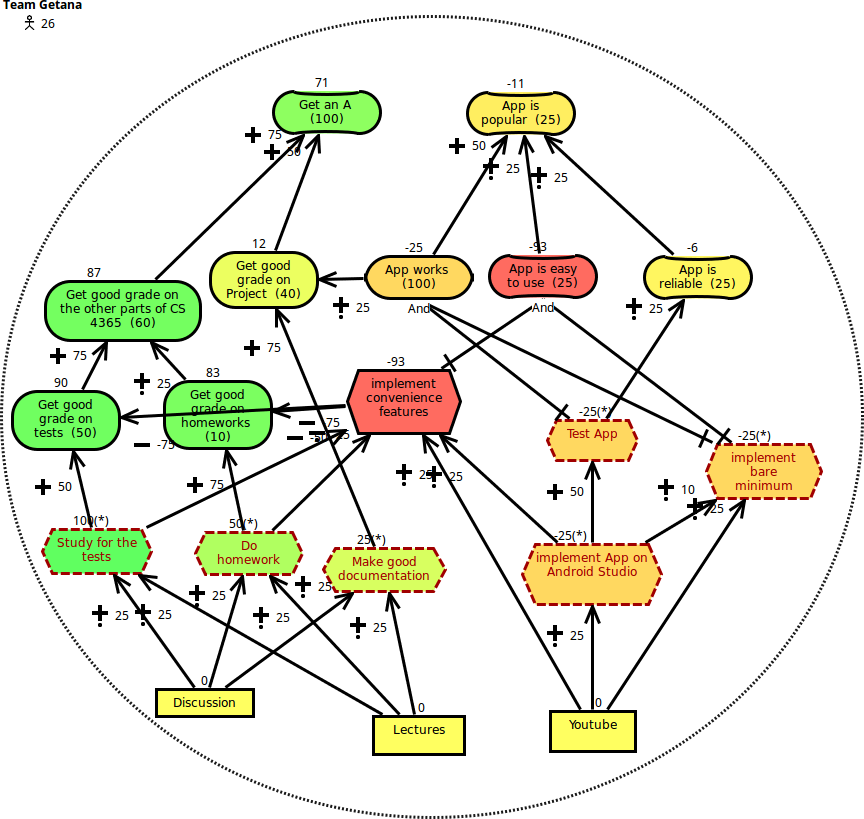 Team Getana
26
71
Get an A
(100)
-11
App is
popular (25)
75
50
50
25
25
87
Get good grade on
the other parts of CS
4365 (60)
12
Get good
grade on
Project (40)
-25
App works
(100)
-93
App is easy
to use (25)
-6
App is
reliable (25)
25
And
And
25
75
25
75
90
Get good
grade on
tests (50)
83
Get good
grade on
homeworks
(10)
-93
implement
convenience
features
-25(*)
Test App
-25(*)
implement
bare
minimum
-75
75
25
25
50
75
50
10
25
100(*)
Study for the
tests
50(*)
Do
homework
25(*)
Make good
documentation
-25(*)
implement App on
Android Studio
25
25
25
25
25
25
25
0
Discussion
0
Lectures
0
Youtube